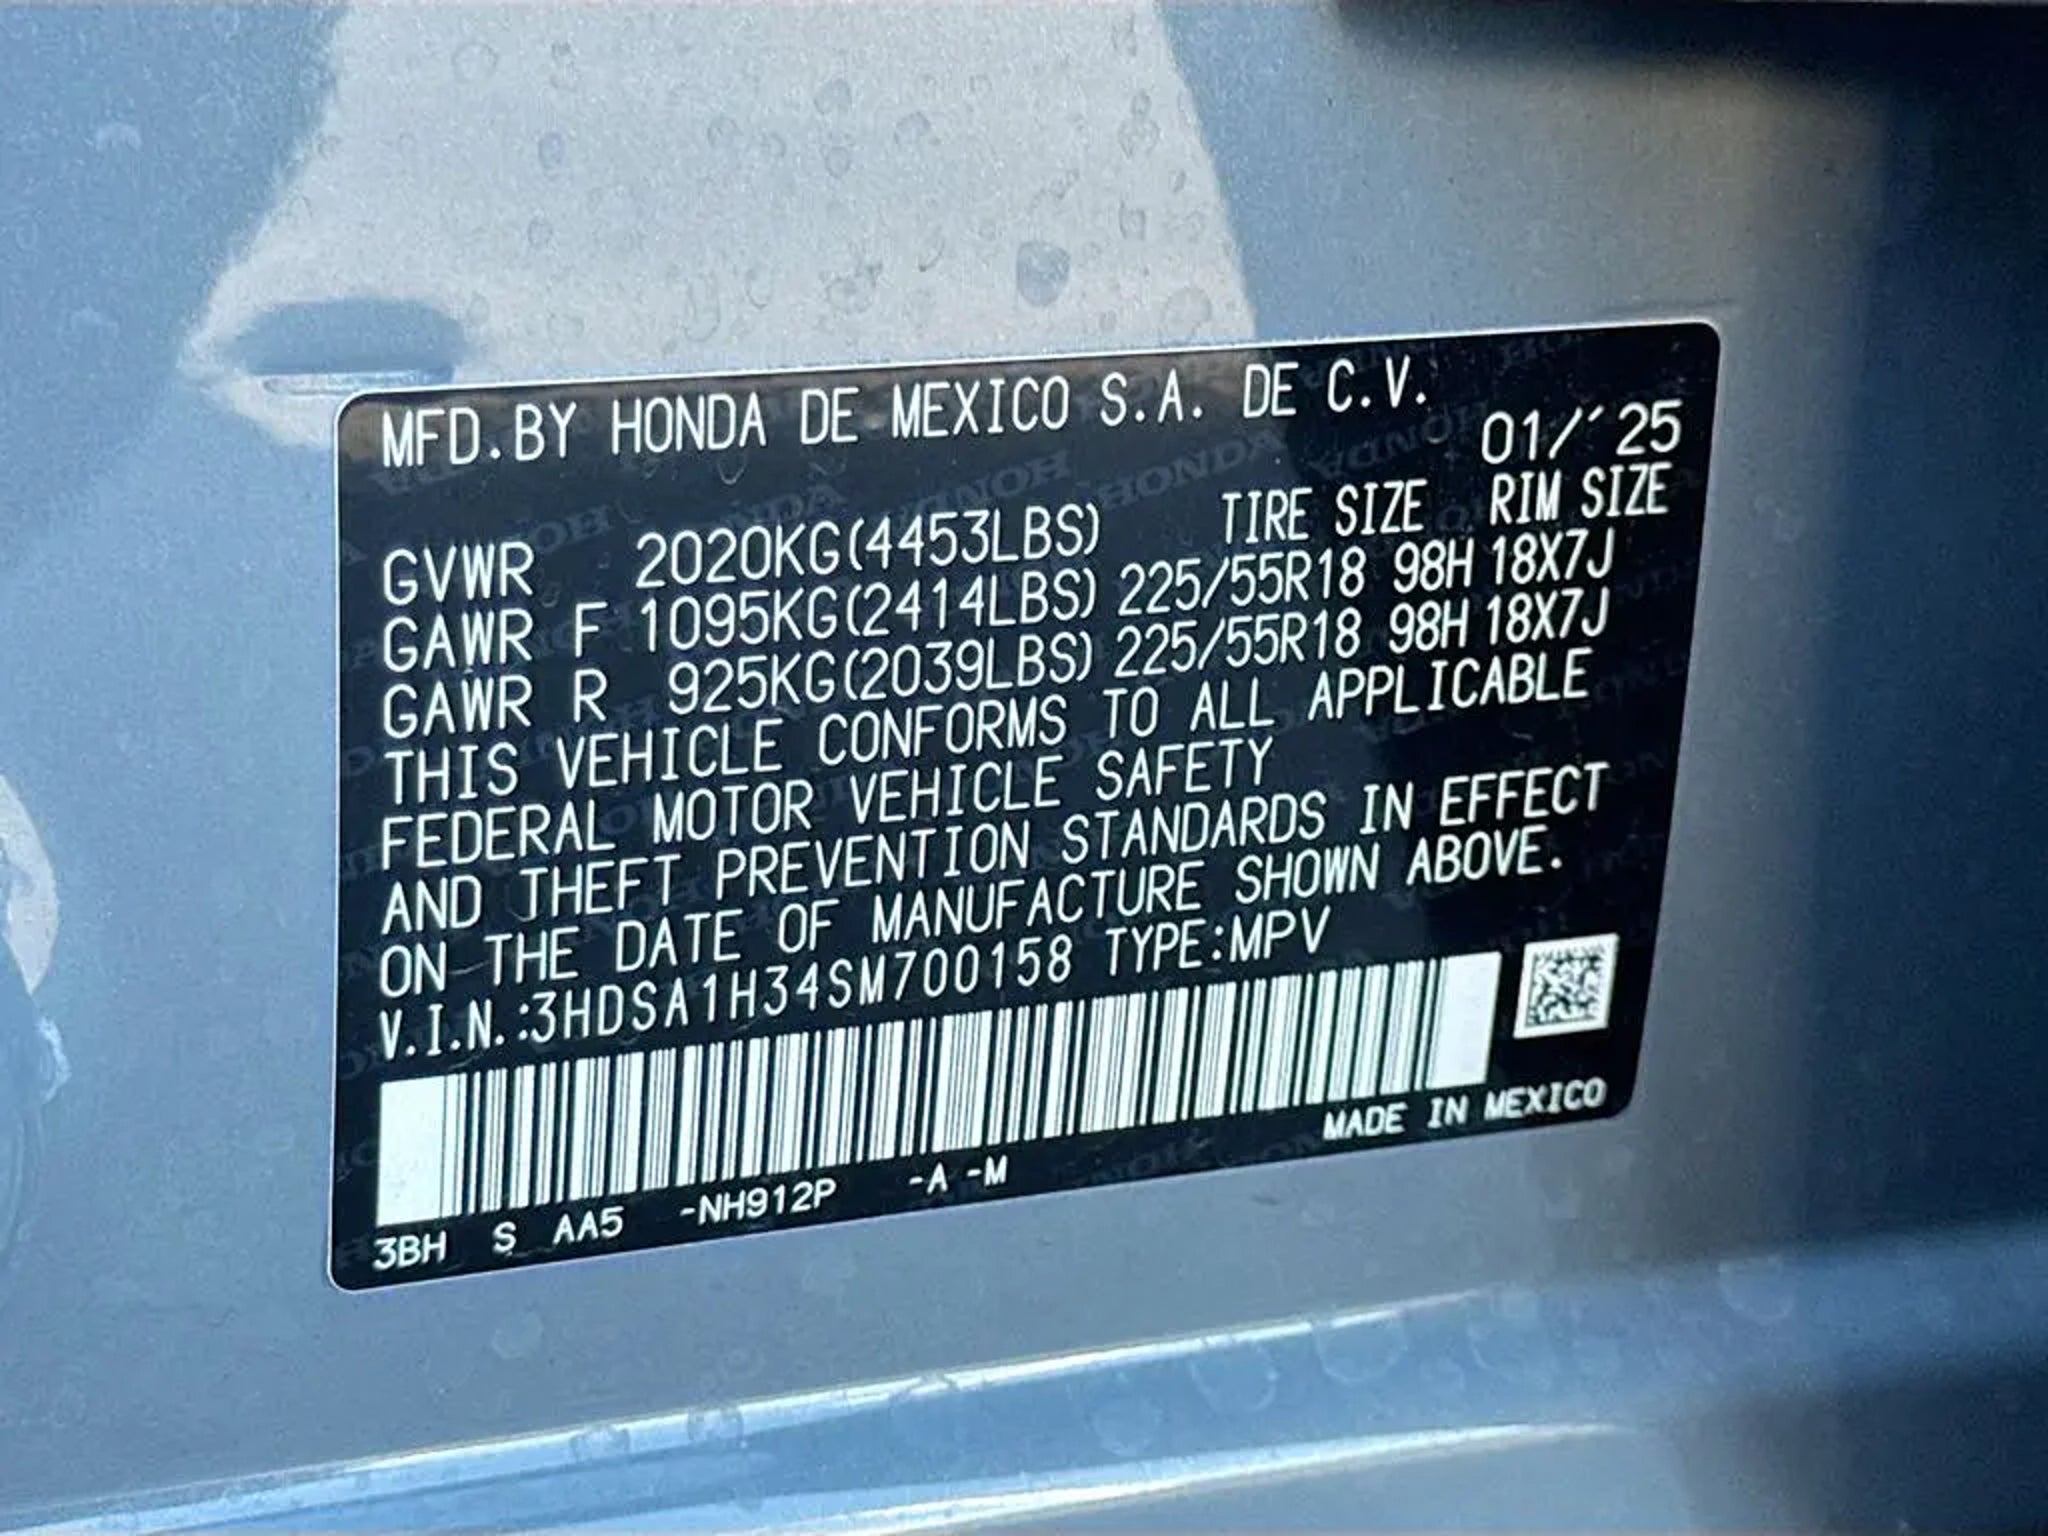 MFD.BY HONDA DE MEXICO S.A. DE C.V.
01/´25
TIRE SIZE RIM SIZE
GVWR 2020KG(4453LBS)
GAWR F 1095KG(2414LBS) 225/55R18 98H 18X7J
GAWR R 925KG(2039LBS) 225/55R18 98H 18X7J
THIS VEHICLE CONFORMS TO ALL APPLICABLE
FEDERAL MOTOR VEHICLE SAFETY
AND THEFT PREVENTION STANDARDS IN EFFECT
ON THE DATE OF MANUFACTURE SHOWN ABOVE.
V.I.N.:3HDSA1H34SM700158 TYPE:MPV
MADE IN MEXICO
3BH S AA5 -NH912P -A -M